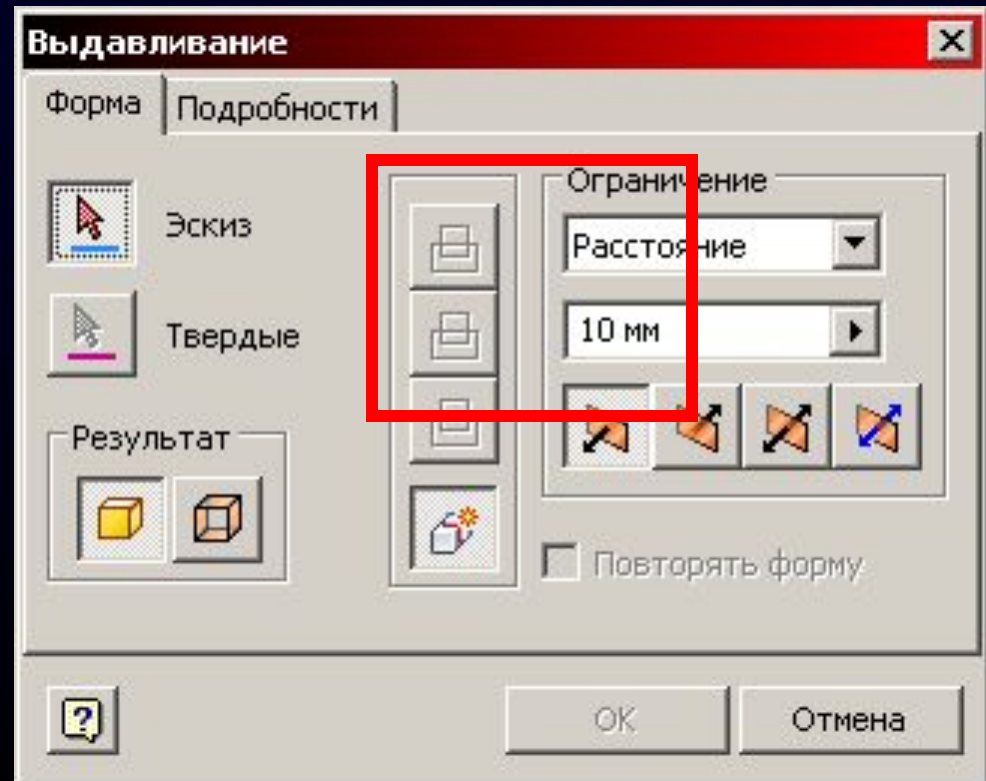 Выдавливание
Форма
Подробности
Эскиз
Твердые
Результат
Ограничение
Расстояние
10 мм
Повторять форму
OK
Отмена